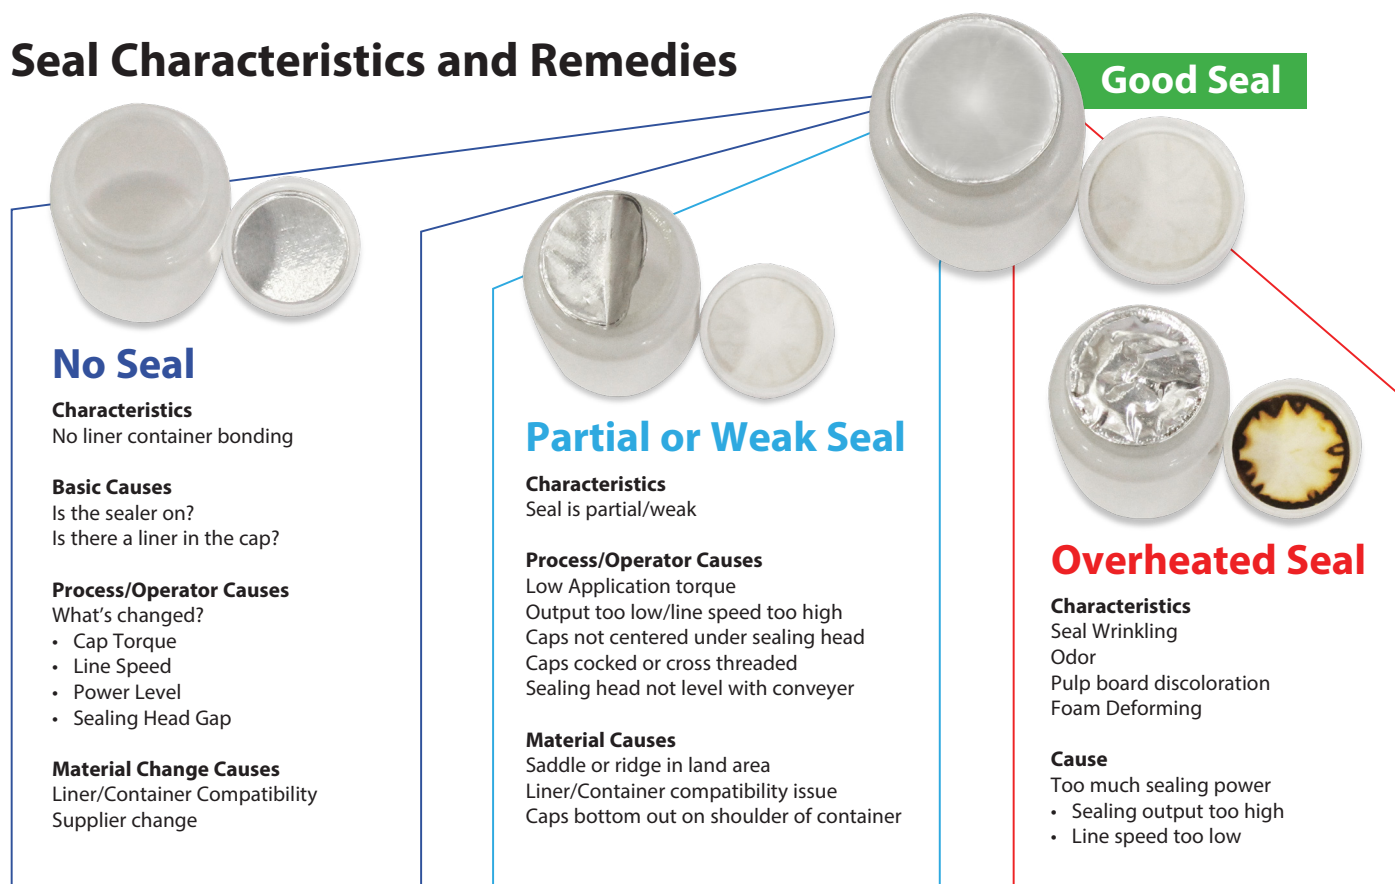 Seal Characteristics and Remedies
Good Seal
No Seal
Characteristics
No liner container bonding
Basic Causes
Is the sealer on?
Is there a liner in the cap?
Process/Operator Causes
What's changed?
• Cap Torque
• Line Speed
• Power Level
• Sealing Head Gap
Material Change Causes
Liner/Container Compatibility
Supplier change
Partial or Weak Seal
Characteristics
Seal is partial/weak
Process/Operator Causes
Low Application torque
Output too low/line speed too high
Caps not centered under sealing head
Caps cocked or cross threaded
Sealing head not level with conveyer
Material Causes
Saddle or ridge in land area
Liner/Container compatibility issue
Caps bottom out on shoulder of container
Overheated Seal
Characteristics
Seal Wrinkling
Odor
Pulp board discoloration
Foam Deforming
Cause
Too much sealing power
• Sealing output too high
• Line speed too low